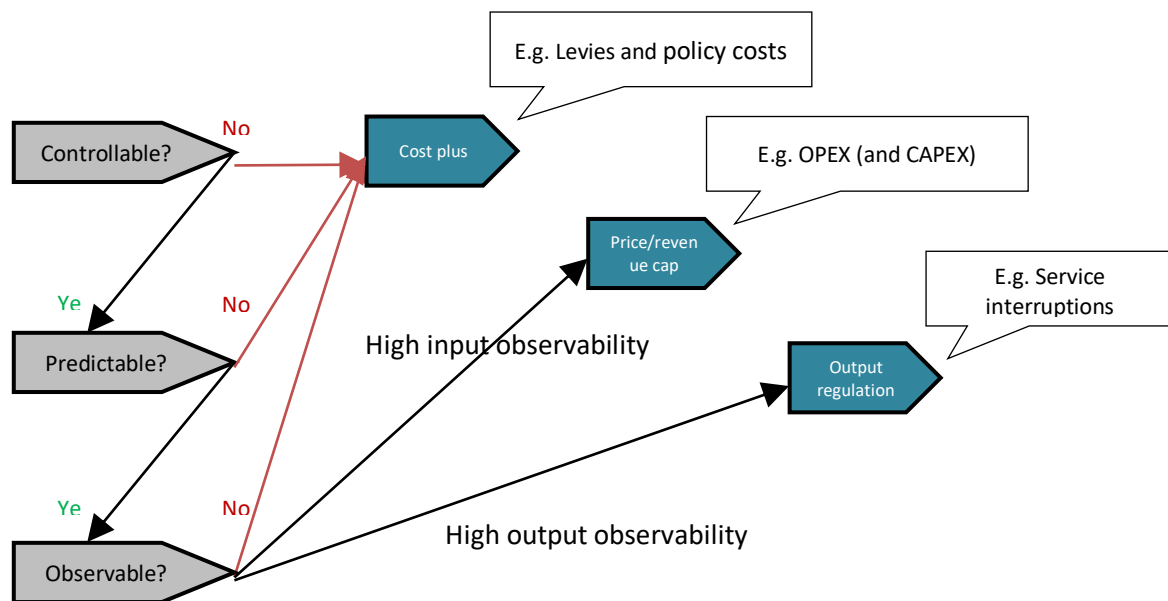 E.g. Levies and policy costs
No
Controllable?
Cost plus
E.g. OPEX (and CAPEX)
Price/reven
ue cap
E.g. Service
interruptions
Ye
No
Predictable?
High input observability
Output
regulation
Ye
No
High output observability
Observable?